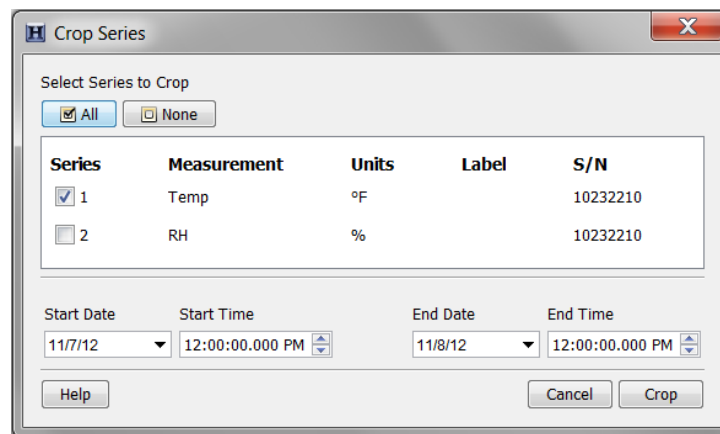 H Crop Series
Select Series to Crop
All None
Series Measurement Units Label S/N
1 Temp °F 10232210
2 RH % 10232210
Start Date Start Time End Date End Time
11/7/12 12:00:00.000 PM 11/8/12 12:00:00.000 PM
Help Cancel Crop